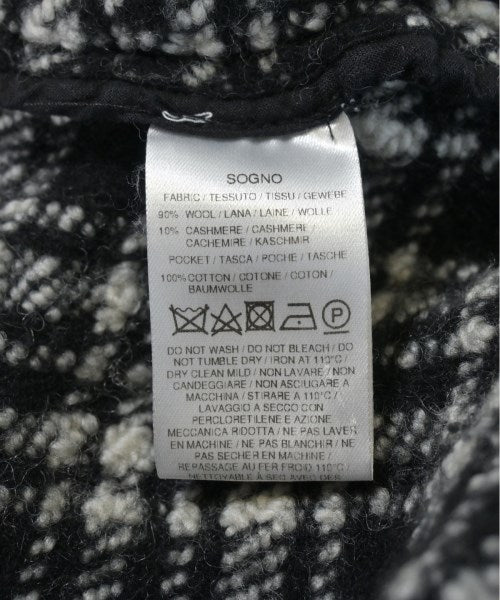 SOGNO
FABRIC / TESSUTO / TISSU / GEWEBE
90% WOOL / LANA / LAINE / WOLLE
10% CASHMERE / CASHMERE /
CACHEMIRE / KASCHMIR
POCKET / TASCA / POCHE / TASCHE
100% COTTON / COTONE / COTON /
BAUMWOLLE
P
DO NOT WASH / DO NOT BLEACH / DO
NOT TUMBLE DRY / IRON AT 110°C /
DRY CLEAN MILD / NON LAVARE / NON
CANDEGGIARE / NON ASCIUGARE A
MACCHINA / STIRARE A 110°C /
LAVAGGIO A SECCO CON
PERCLORETILENE E AZIONE
MECCANICA RIDOTTA / NE PAS LAVER
EN MACHINE / NE PAS BLANCHIR / NE
PAS SECHER EN MACHINE /
REPASSAGE AU FER FROID 110°C /
NETTOYABLE A SEC